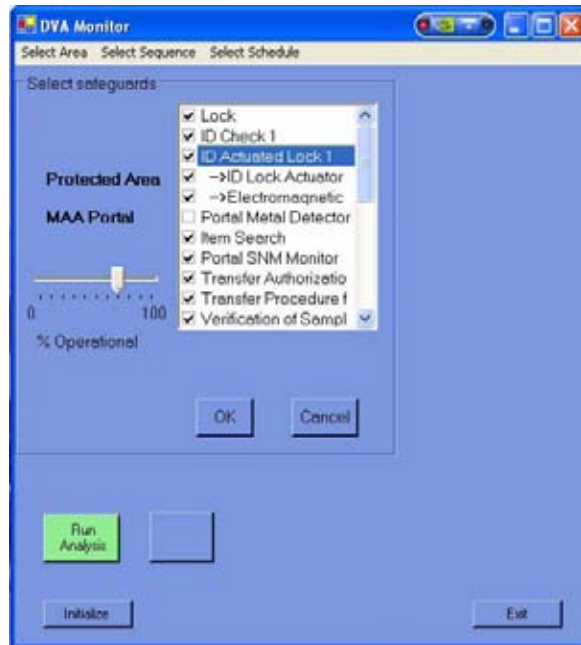 DVA Monitor
Select Area Select Sequence Select Schedule
Select safeguards
Lock
ID Check 1
ID Actuated Lock 1
-->ID Lock Actuator
-->Electromagnetic
Portal Metal Detector
Item Search
Portal SNM Monitor
Transfer Authorizatio
Transfer Procedure f
Verification of Sampl
Protected Area
MAA Portal
0 100
% Operational
OK Cancel
Run
Analysis
Initialize Exit